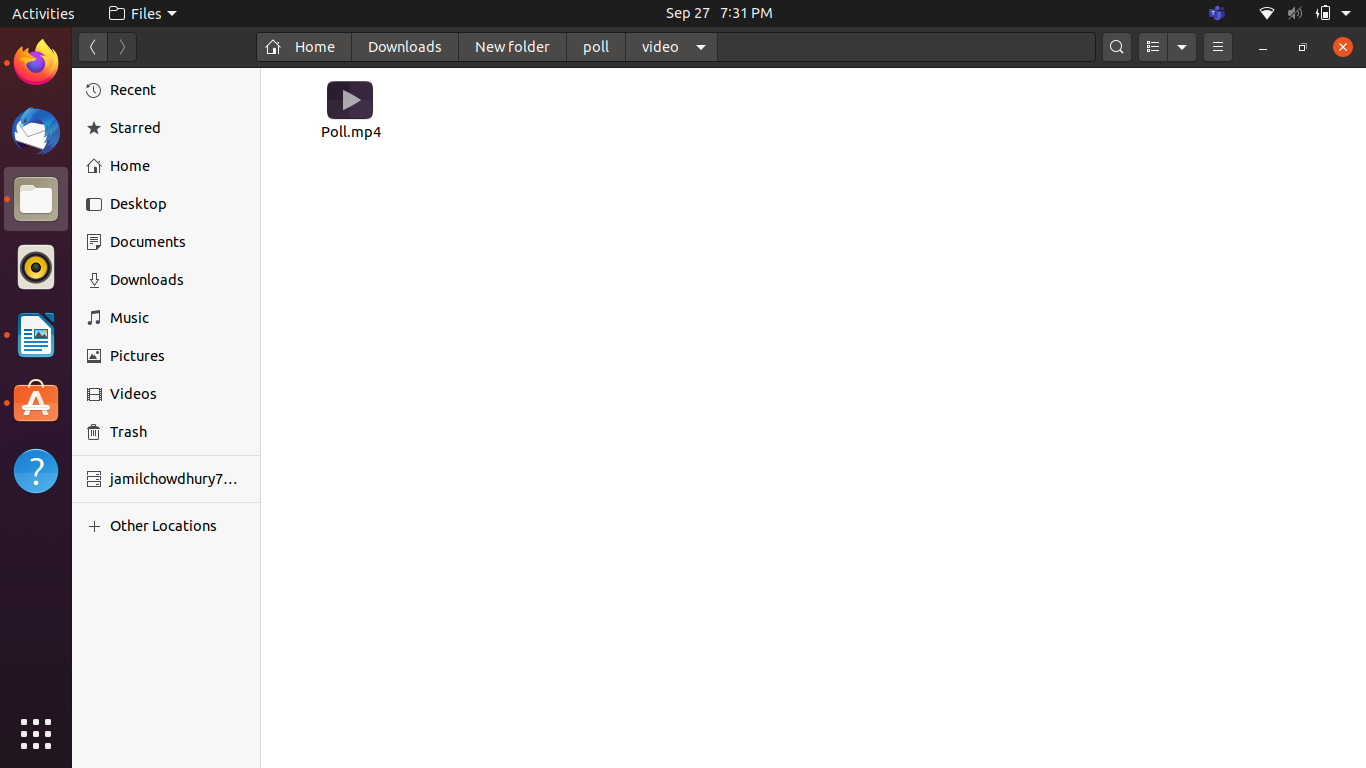 Activities Files Sep 27 7:31 PM
Home Downloads New folder poll video
Recent
Starred
Home
Desktop
Documents
Downloads
Music
Pictures
Videos
Trash
jamilchowdhury7…
Other Locations
Poll.mp4